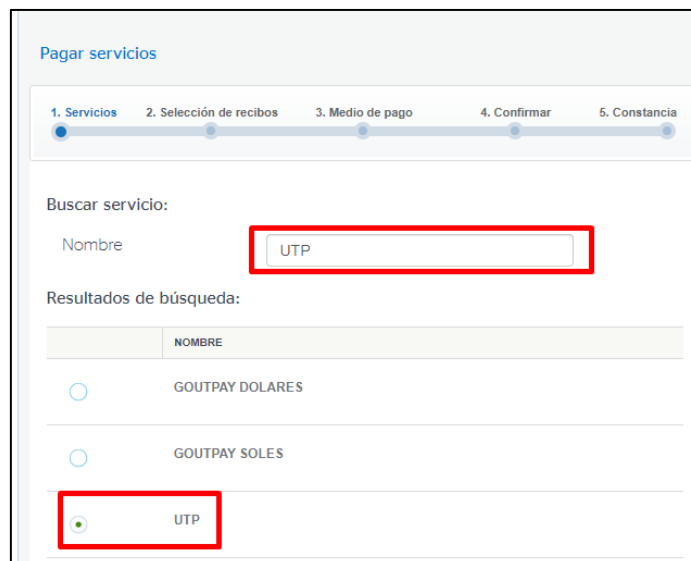 Pagar servicios
1. Servicios 2. Selección de recibos 3. Medio de pago 4. Confirmar 5. Constancia
Buscar servicio:
Nombre UTP
Resultados de búsqueda:
NOMBRE
GOUTPAY DOLARES
GOUTPAY SOLES
UTP